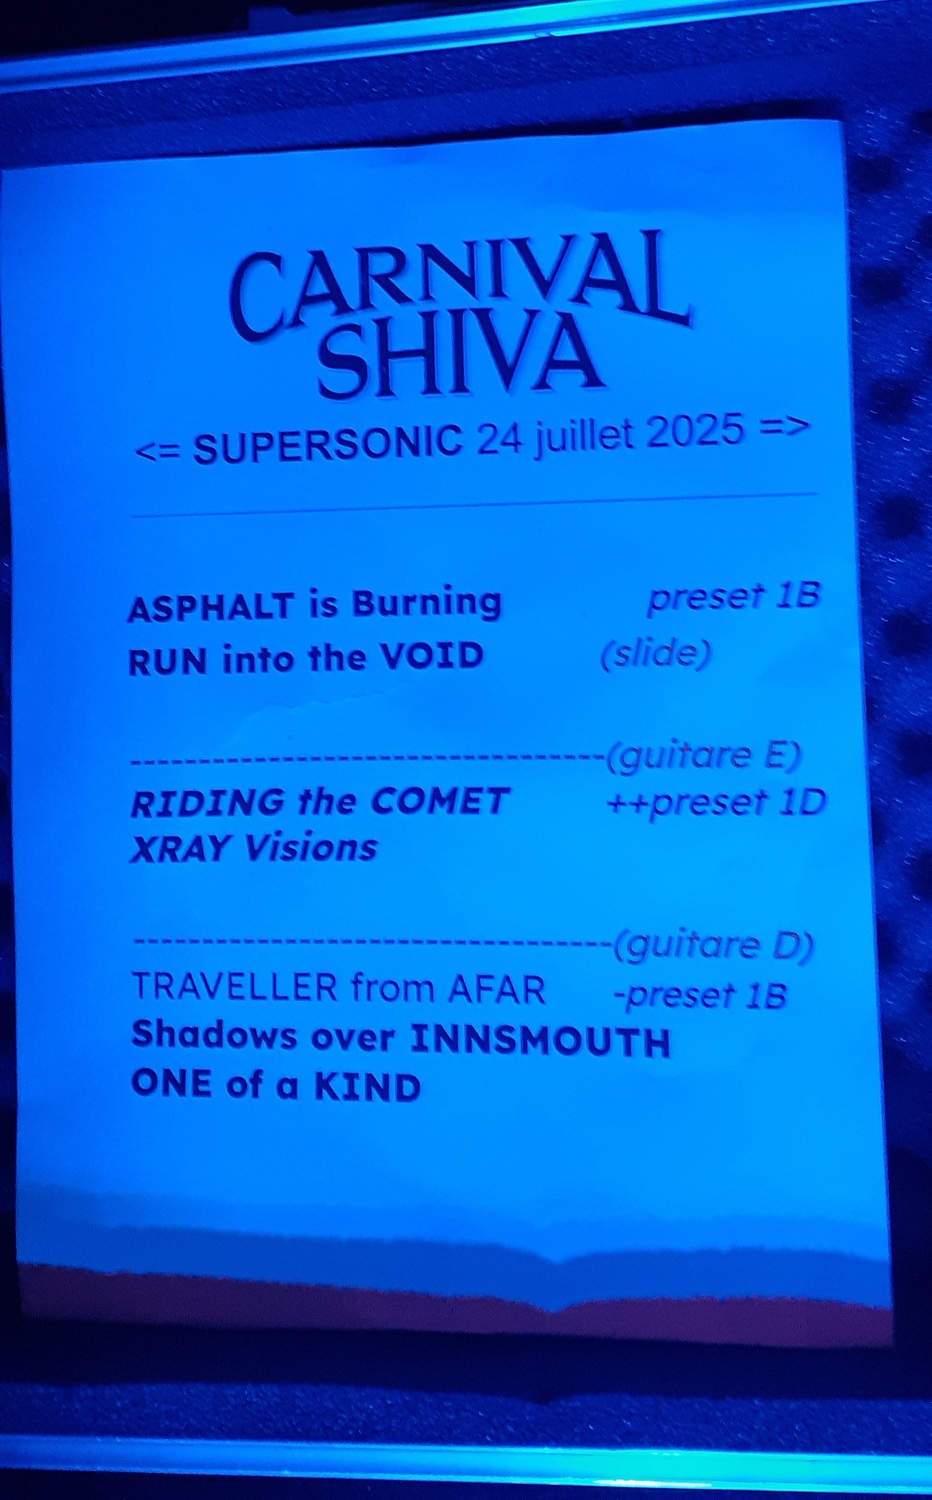 CARNIVAL
SHIVA
<= SUPERSONIC 24 juillet 2025 =>
ASPHALT is Burning preset 1B
RUN into the VOID (slide)
-----------------------------------(guitare E)
RIDING the COMET ++preset 1D
XRAY Visions
-----------------------------------(guitare D)
TRAVELLER from AFAR -preset 1B
Shadows over INNSMOUTH
ONE of a KIND